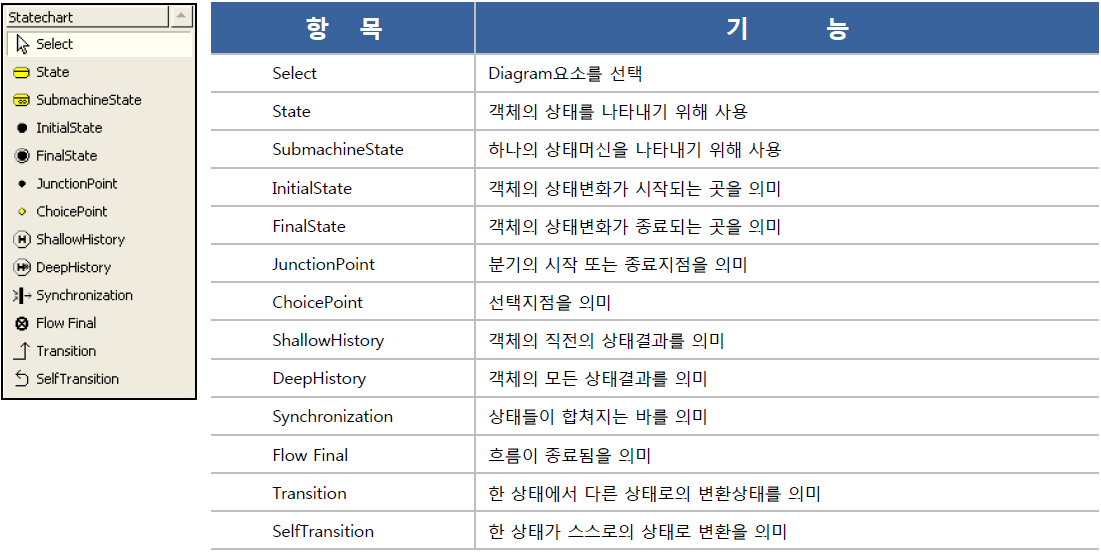 Statechart
Select
State
SubmachineState
InitialState
FinalState
JunctionPoint
ChoicePoint
ShallowHistory
DeepHistory
Synchronization
Flow Final
Transition
SelfTransition
항 목 기 능
Select Diagram요소를 선택
State 객체의 상태를 나타내기 위해 사용
SubmachineState 하나의 상태머신을 나타내기 위해 사용
InitialState 객체의 상태변화가 시작되는 곳을 의미
FinalState 객체의 상태변화가 종료되는 곳을 의미
JunctionPoint 분기의 시작 또는 종료지점을 의미
ChoicePoint 선택지점을 의미
ShallowHistory 객체의 직전의 상태결과를 의미
DeepHistory 객체의 모든 상태결과를 의미
Synchronization 상태들이 합쳐지는 바를 의미
Flow Final 흐름이 종료됨을 의미
Transition 한 상태에서 다른 상태로의 변환상태를 의미
SelfTransition 한 상태가 스스로의 상태로 변환을 의미